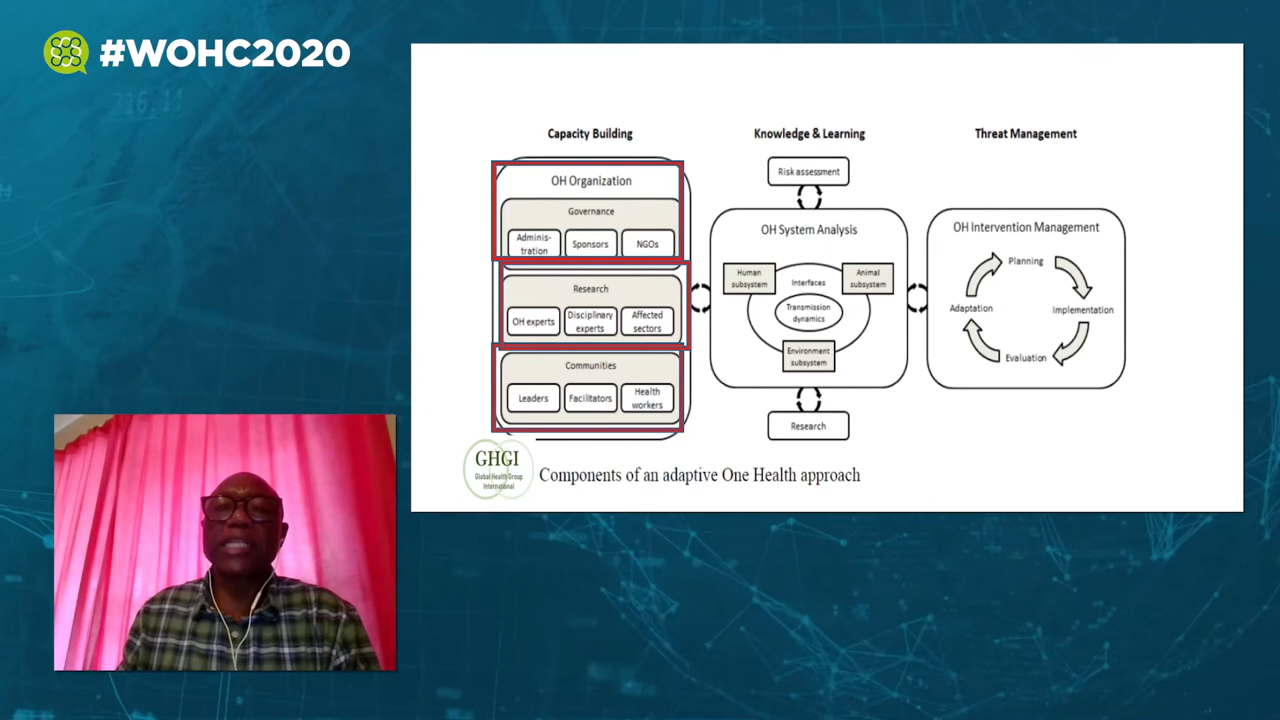 #WOHC2020
Capacity Building
Knowledge & Learning
Threat Management
OH Organization
Governance
Adminis-
tration
Sponsors
NGOs
Research
OH experts
Disciplinary
experts
Affected
sectors
Communities
Leaders
Facilitators
Health
workers
Risk assessment
OH System Analysis
Human
subsystem
Interfaces
Animal
subsystem
Transmission
dynamics
Environment
subsystem
Research
OH Intervention Management
Planning
Adaptation
Implementation
Evaluation
GHGI
Global Health Group
International
Components of an adaptive One Health approach